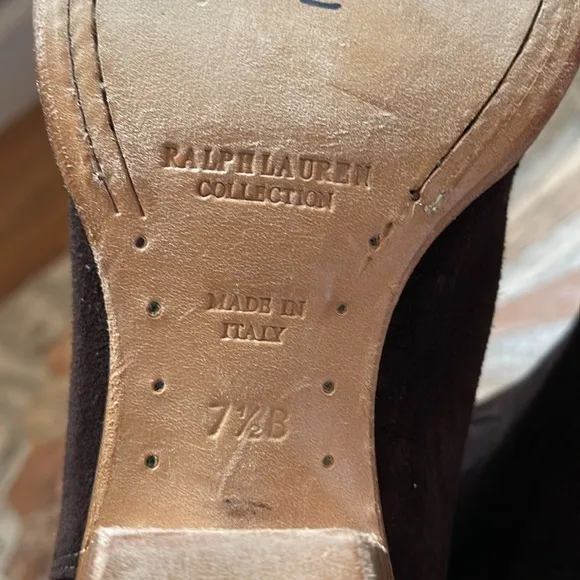 RALPH LAUREN
COLLECTION
MADE IN
ITALY
7½B